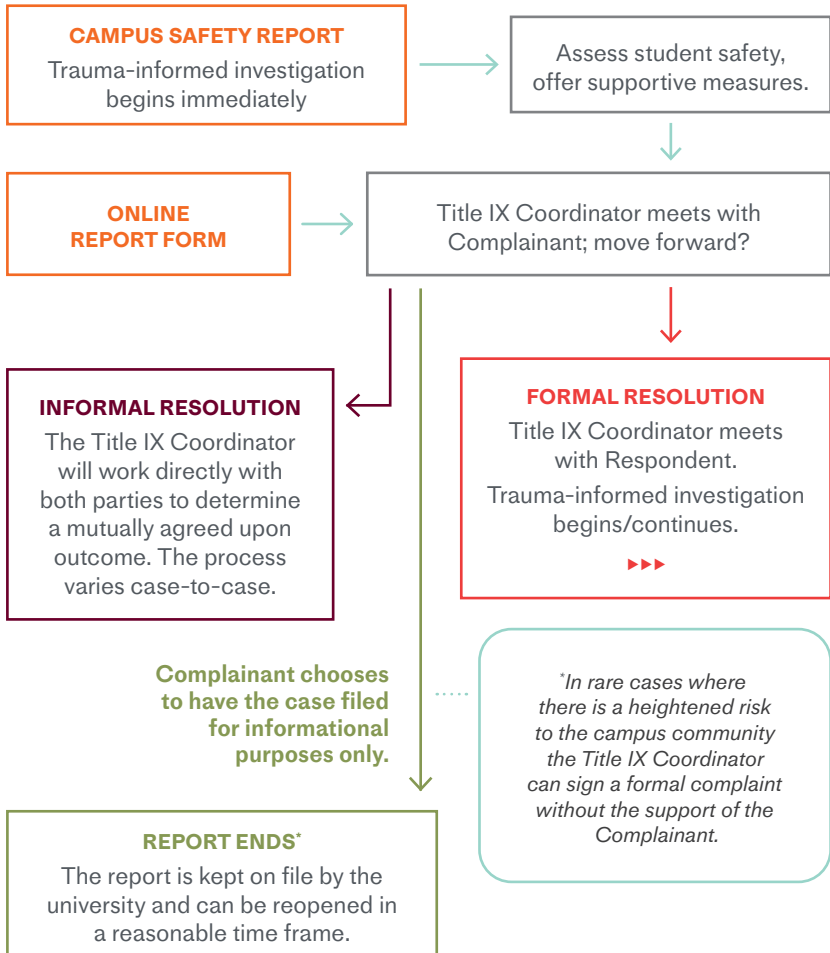 CAMPUS SAFETY REPORT
Trauma-informed investigation
begins immediately
Assess student safety,
offer supportive measures.
ONLINE
REPORT FORM
Title IX Coordinator meets with
Complainant; move forward?
INFORMAL RESOLUTION
The Title IX Coordinator
will work directly with
both parties to determine
a mutually agreed upon
outcome. The process
varies case-to-case.
FORMAL RESOLUTION
Title IX Coordinator meets
with Respondent.
Trauma-informed investigation
begins/continues.
Complainant chooses
to have the case filed
for informational
purposes only.
*In rare cases where
there is a heightened risk
to the campus community
the Title IX Coordinator
can sign a formal complaint
without the support of the
Complainant.
REPORT ENDS*
The report is kept on file by the
university and can be reopened in
a reasonable time frame.